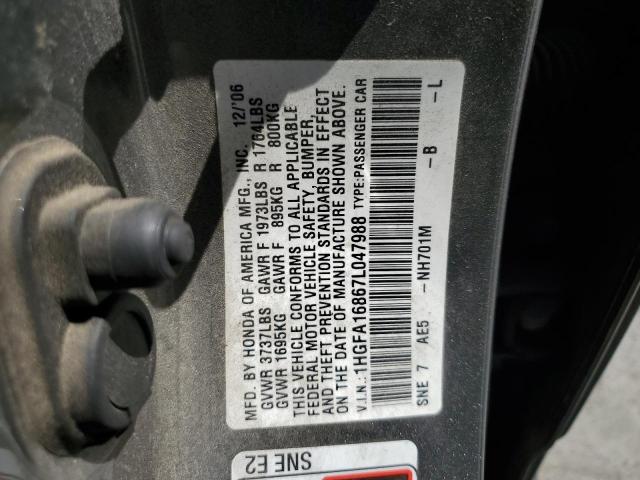 MFD. BY HONDA OF AMERICA MFG., INC. 12/'06
GVWR 3737LBS GAWR F 1973LBS R 1764LBS
GVWR 1695KG GAWR F 895KG R 800KG
THIS VEHICLE CONFORMS TO ALL APPLICABLE
FEDERAL MOTOR VEHICLE SAFETY, BUMPER,
AND THEFT PREVENTION STANDARDS IN EFFECT
ON THE DATE OF MANUFACTURE SHOWN ABOVE.
V.I.N.: 1HGFA16867L047988 TYPE:PASSENGER CAR
SNE 7 AE5 -NH701M -B -L
SNE E2